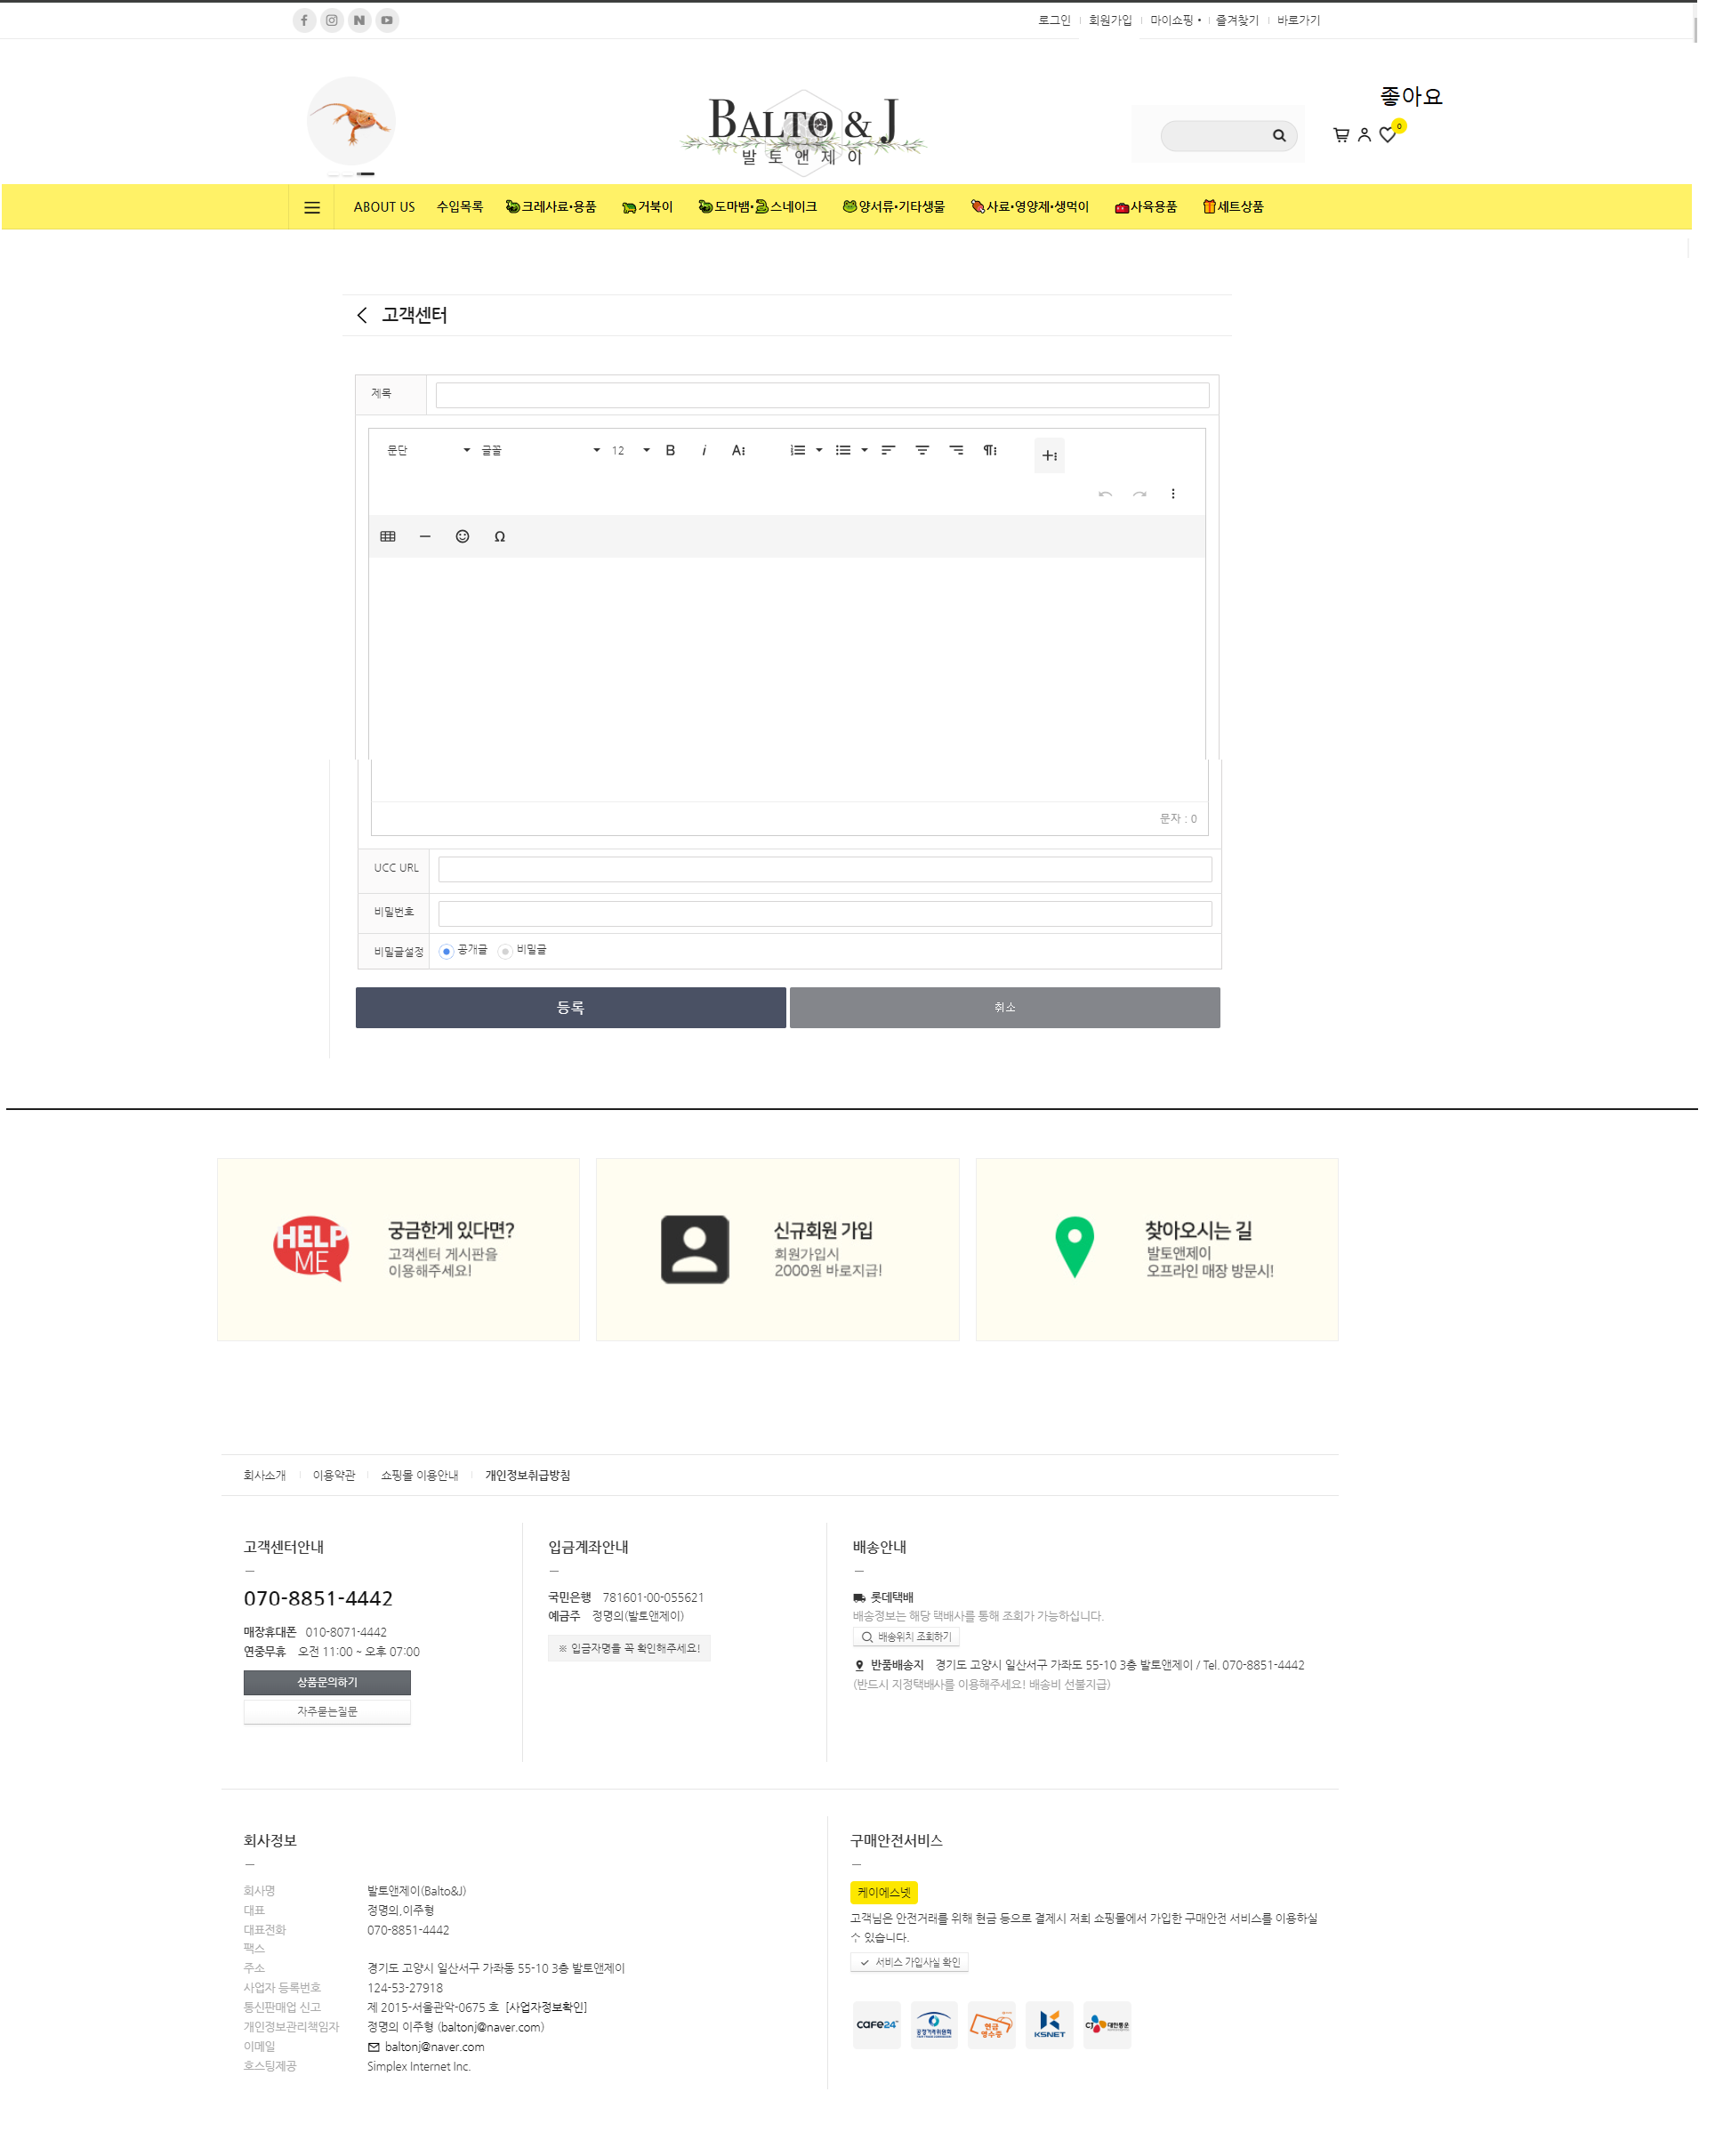 로그인 회원가입 마이쇼핑 • 즐겨찾기 바로가기
좋아요
BALTO & J
발토앤제이
0
ABOUT US 수입목록 크레사료•용품 거북이 도마뱀•스네이크 양서류•기타생물 사료•영양제•생먹이 사육용품 세트상품
고객센터
제목
문단 글꼴 12 B i A
Ω
문자 : 0
UCC URL
비밀번호
비밀글설정 공개글 비밀글
등록 취소
HELP
ME
궁금한게 있다면?
고객센터 게시판을
이용해주세요!
신규회원 가입
회원가입시
2000원 바로지급!
찾아오시는 길
발토앤제이
오프라인 매장 방문시!
회사소개 이용약관 쇼핑몰 이용안내 개인정보취급방침
고객센터안내
070-8851-4442
매장휴대폰 010-8071-4442
연중무휴 오전 11:00 ~ 오후 07:00
상품문의하기
자주묻는질문
입금계좌안내
국민은행 781601-00-055621
예금주 정명의(발토앤제이)
※ 입금자명을 꼭 확인해주세요!
배송안내
롯데택배
배송정보는 해당 택배사를 통해 조회가 가능하십니다.
배송위치 조회하기
반품배송지 경기도 고양시 일산서구 가좌도 55-10 3층 발토앤제이 / Tel. 070-8851-4442
(반드시 지정택배사를 이용해주세요! 배송비 선불지급)
회사정보
회사명 발토앤제이(Balto&J)
대표 정명의,이주형
대표전화 070-8851-4442
팩스
주소 경기도 고양시 일산서구 가좌동 55-10 3층 발토앤제이
사업자 등록번호 124-53-27918
통신판매업 신고 제 2015-서울관악-0675 호 [사업자정보확인]
개인정보관리책임자 정명의 이주형 (baltonj@naver.com)
이메일 baltonj@naver.com
호스팅제공 Simplex Internet Inc.
구매안전서비스
케이에스넷
고객님은 안전거래를 위해 현금 등으로 결제시 저희 쇼핑몰에서 가입한 구매안전 서비스를 이용하실
수 있습니다.
서비스 가입사실 확인
cafe24
공정거래위원회
현금
영수증
KSNET
CJ 대한통운